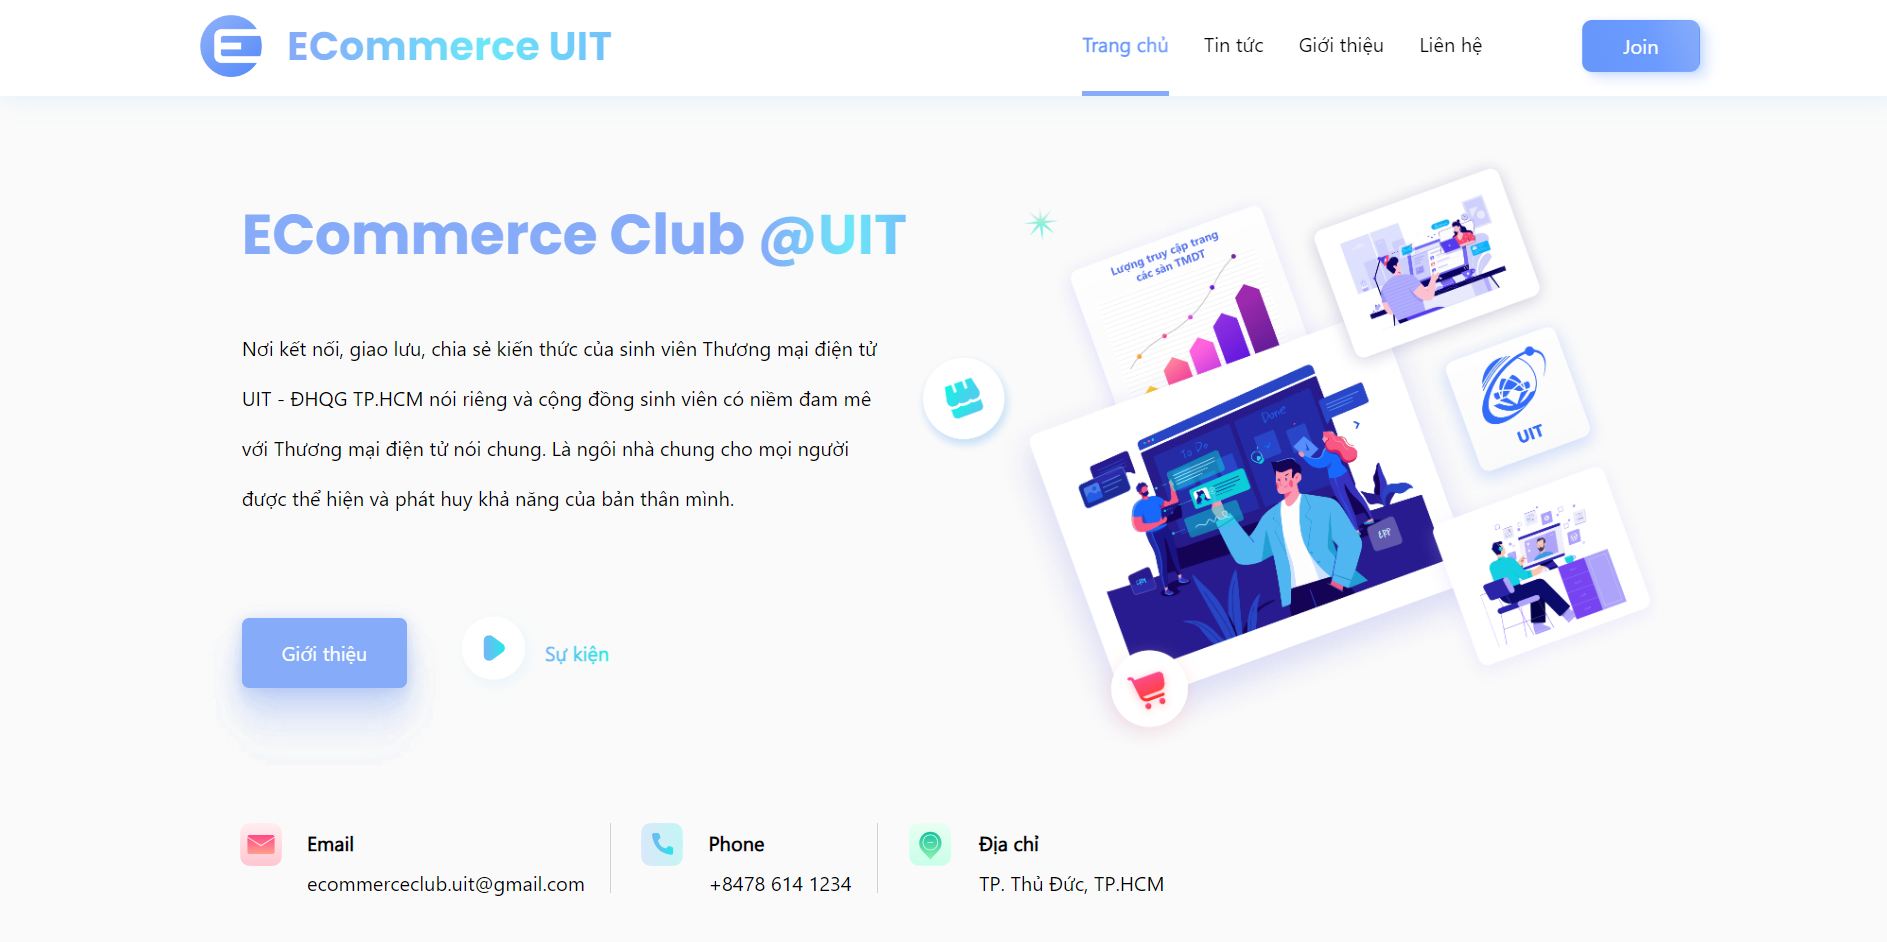 ECommerce UIT
Trang chủ
Tin tức
Giới thiệu
Liên hệ
Join
ECommerce Club @UIT
Nơi kết nối, giao lưu, chia sẻ kiến thức của sinh viên Thương mại điện tử
UIT - ĐHQG TP.HCM nói riêng và cộng đồng sinh viên có niềm đam mê
với Thương mại điện tử nói chung. Là ngôi nhà chung cho mọi người
được thể hiện và phát huy khả năng của bản thân mình.
Giới thiệu
Sự kiện
Lượng truy cập trang
các sàn TMDT
To Do
Done
UIT
Email
ecommerceclub.uit@gmail.com
Phone
+8478 614 1234
Địa chỉ
TP. Thủ Đức, TP.HCM